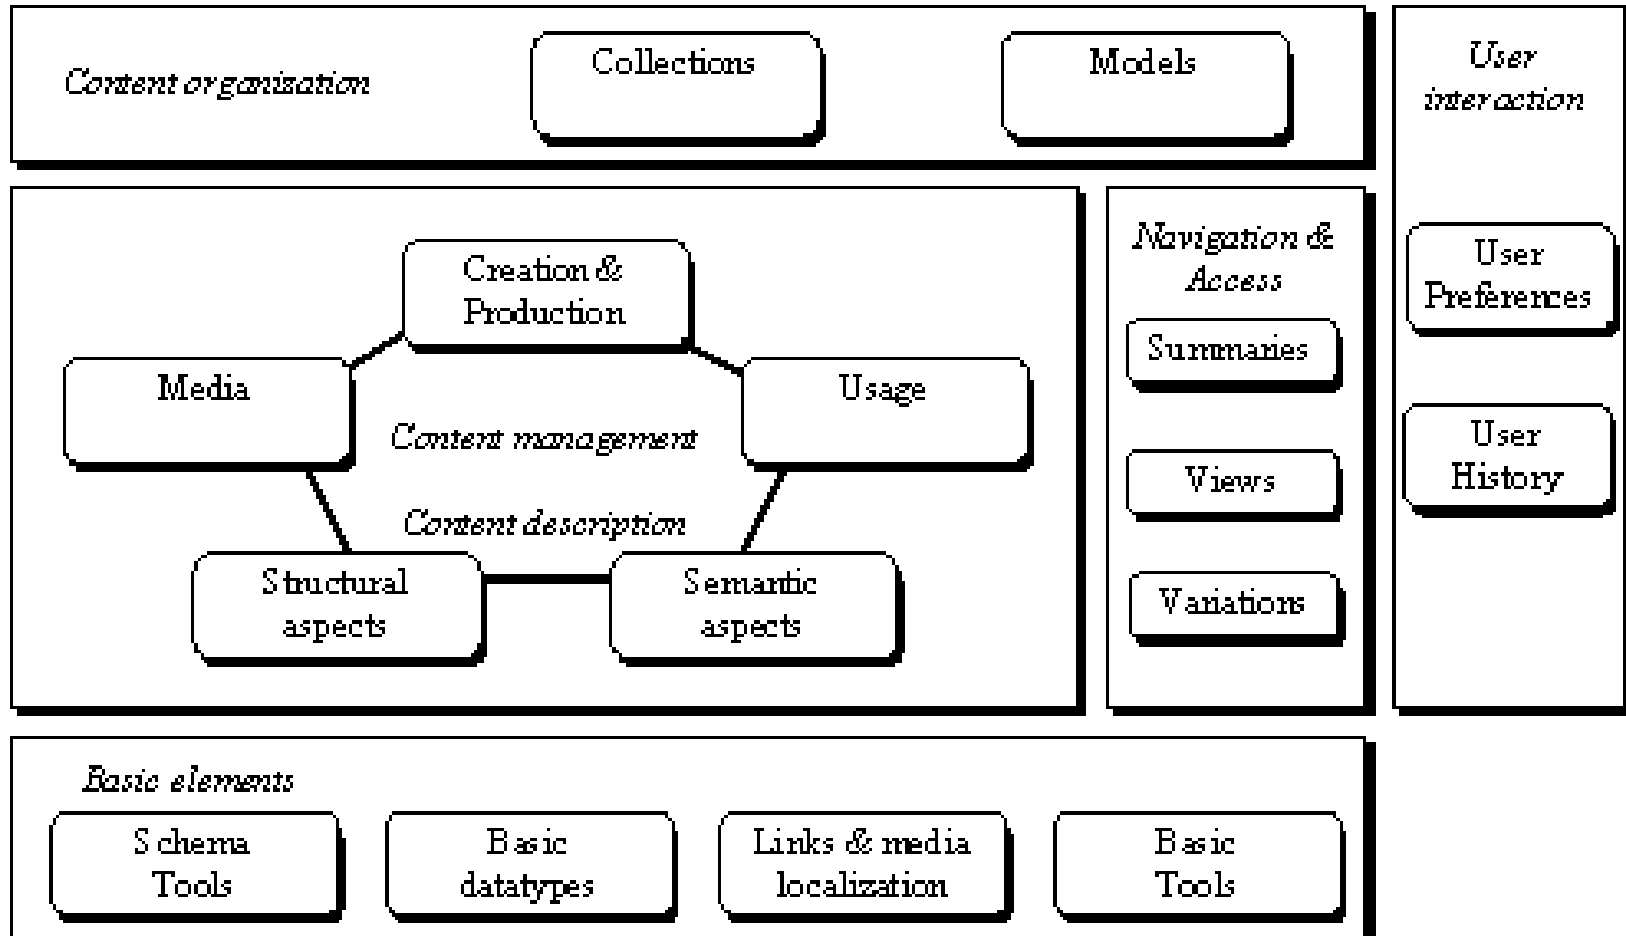 Content organization
Collections
Models
User
interaction
Creation &
Production
Media
Usage
Content management
Content description
Structural
aspects
Semantic
aspects
Navigation &
Access
Summaries
Views
Variations
User
Preferences
User
History
Basic elements
Schema
Tools
Basic
datatypes
Links & media
localization
Basic
Tools